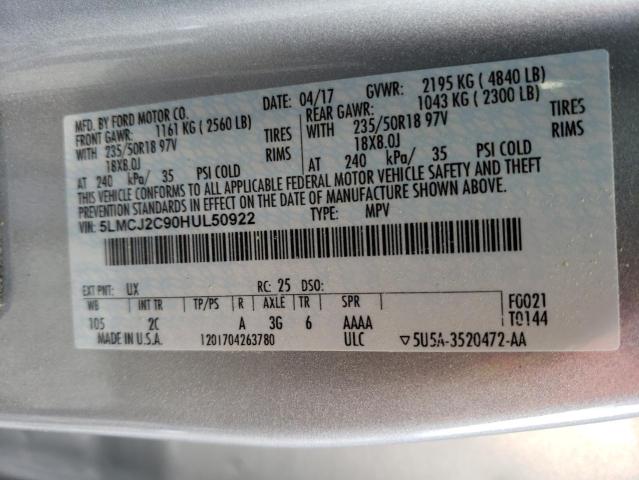 MFD. BY FORD MOTOR CO. DATE: 04/17 GVWR: 2195 KG ( 4840 LB)
FRONT GAWR: 1161 KG ( 2560 LB) REAR GAWR: 1043 KG ( 2300 LB)
WITH 235/50R18 97V TIRES WITH 235/50R18 97V TIRES
18X8.0J RIMS 18X8.0J RIMS
AT 240 kPa/ 35 PSI COLD AT 240 kPa/ 35 PSI COLD
THIS VEHICLE CONFORMS TO ALL APPLICABLE FEDERAL MOTOR VEHICLE SAFETY AND THEFT
PREVENTION STANDARDS IN EFFECT ON THE DATE OF MANUFACTURE SHOWN ABOVE.
VIN: 5LMCJ2C90HUL50922 TYPE: MPV
EXT PNT: UX RC: 25 DSO:
WB INT TR TP/PS R AXLE TR SPR F0021
105 2C A 3G 6 AAAA T0144
MADE IN U.S.A. 1201704263780 ULC ▽5U5A-3520472-AA